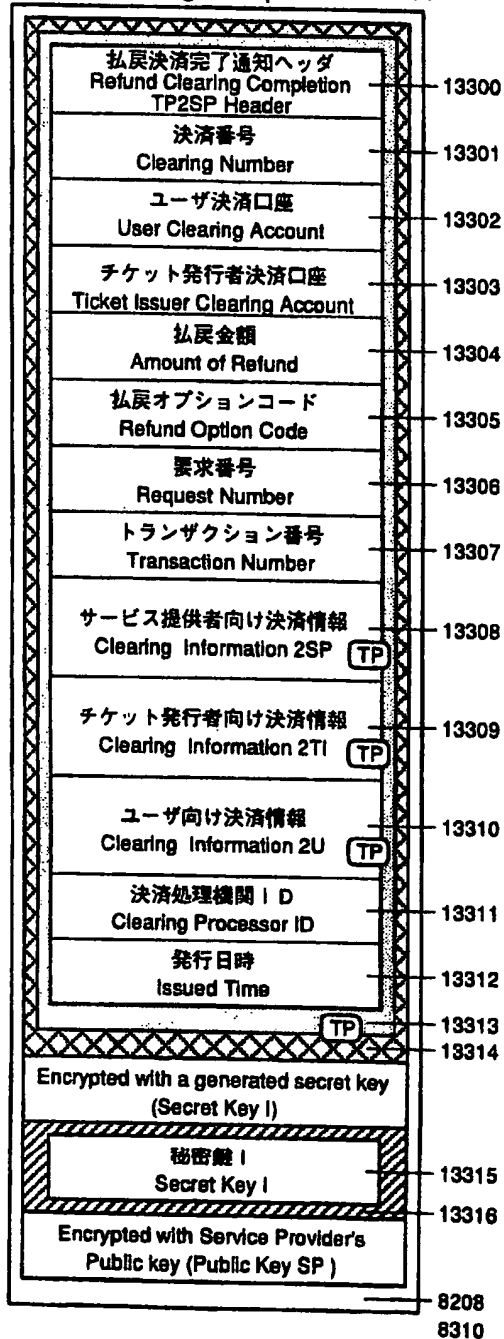 払戻決済完了通知ヘッダ
Refund Clearing Completion
TP2SP Header
13300
決済番号
Clearing Number
13301
ユーザ決済口座
User Clearing Account
13302
チケット発行者決済口座
Ticket Issuer Clearing Account
13303
払戻金額
Amount of Refund
13304
払戻オプションコード
Refund Option Code
13305
要求番号
Request Number
13306
トランザクション番号
Transaction Number
13307
サービス提供者向け決済情報
Clearing Information 2SP
TP
13308
チケット発行者向け決済情報
Clearing Information 2TI
TP
13309
ユーザ向け決済情報
Clearing Information 2U
TP
13310
決済処理機関ID
Clearing Processor ID
13311
発行日時
Issued Time
13312
TP
13313
13314
Encrypted with a generated secret key
(Secret Key I)
秘密鍵 I
Secret Key I
13315
13316
Encrypted with Service Provider's
Public key (Public Key SP )
8208
8310